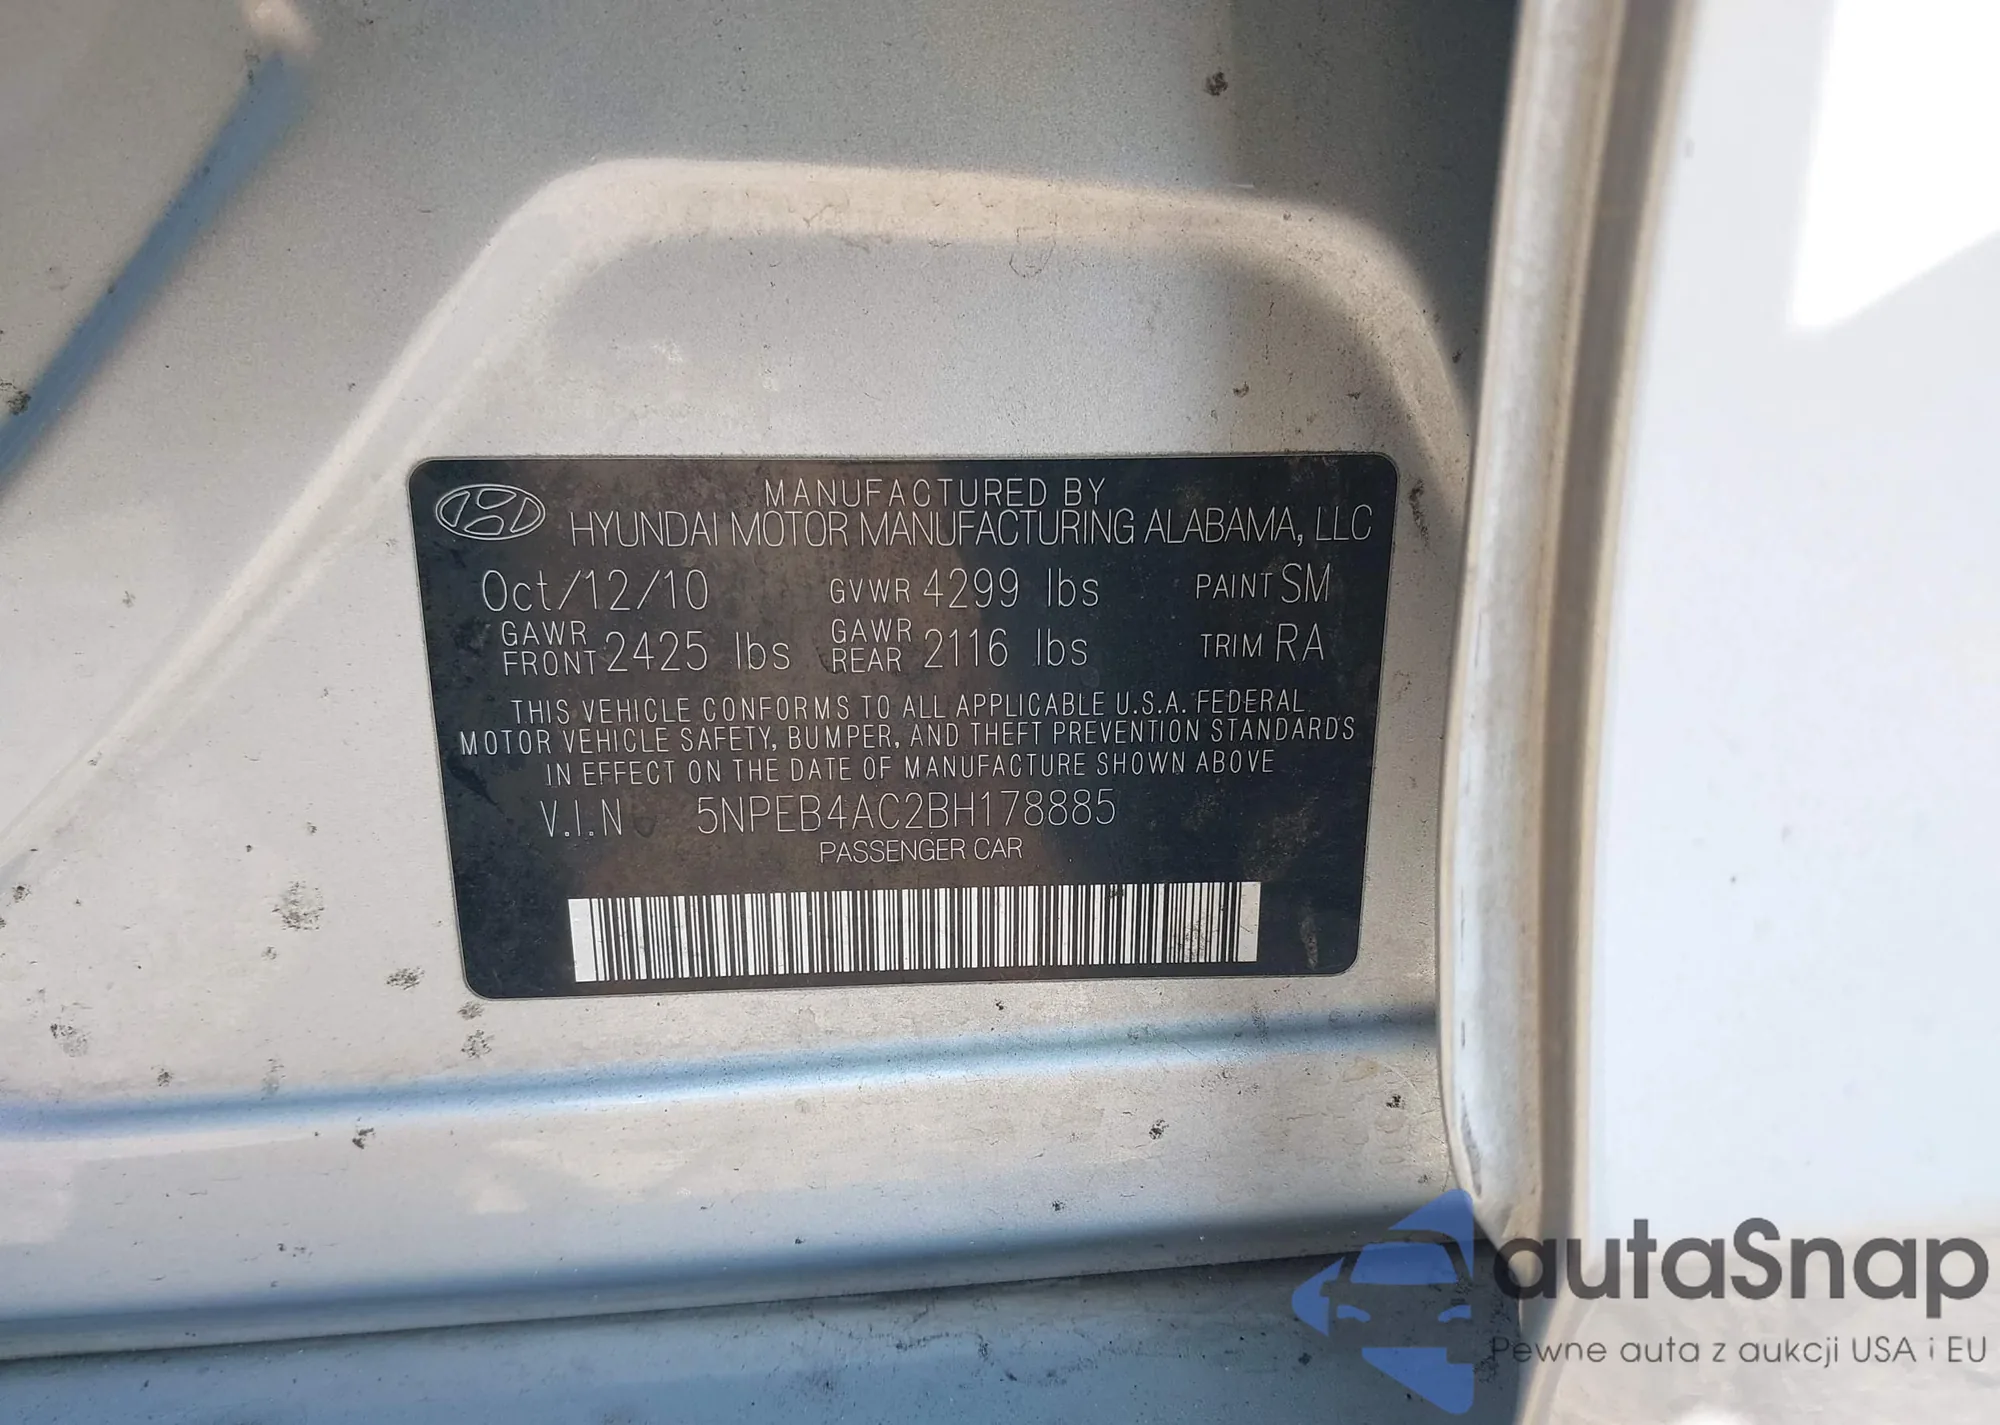 MANUFACTURED BY
HYUNDAI MOTOR MANUFACTURING ALABAMA, LLC
Oct/12/10 GVWR 4299 lbs PAINT SM
GAWR FRONT 2425 lbs GAWR REAR 2116 lbs TRIM RA
THIS VEHICLE CONFORMS TO ALL APPLICABLE U.S.A. FEDERAL
MOTOR VEHICLE SAFETY, BUMPER, AND THEFT PREVENTION STANDARDS
IN EFFECT ON THE DATE OF MANUFACTURE SHOWN ABOVE
V.I.N 5NPEB4AC2BH178885
PASSENGER CAR
autaSnap
Pewne auta z aukcji USA i EU